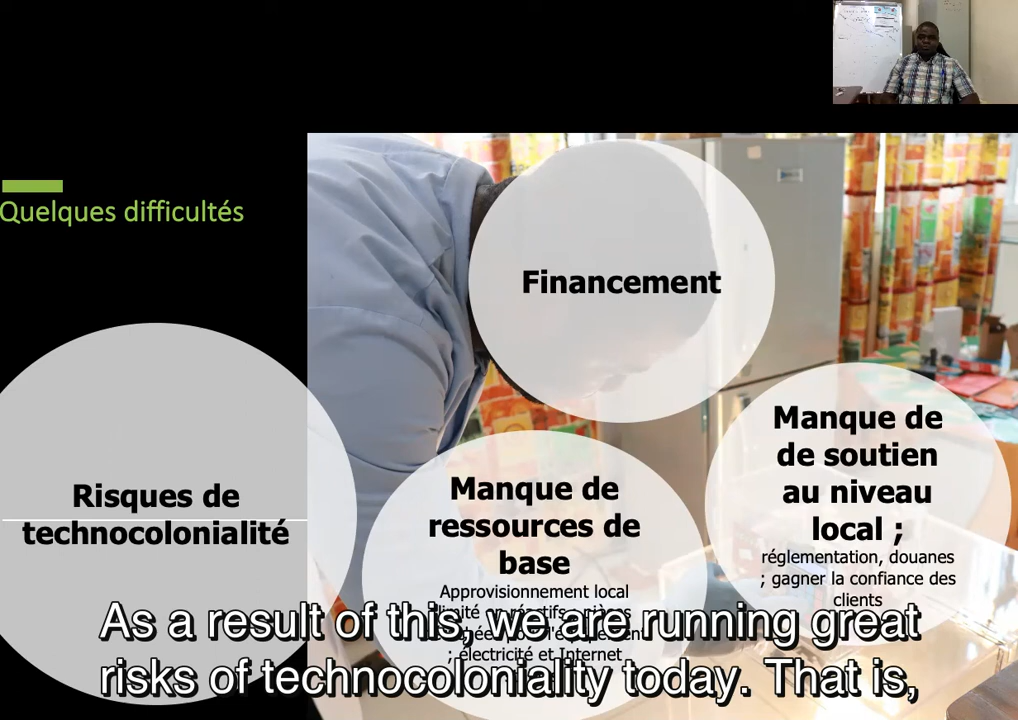 Quelques difficultés
Financement
Risques de
technocolonialité
Manque de
ressources de
base
Approvisionnement local
; électricité et Internet
Manque de
de soutien
au niveau
local ;
réglementation, douanes
; gagner la confiance des
clients
As a result of this, we are running great
risks of technocoloniality today. That is,